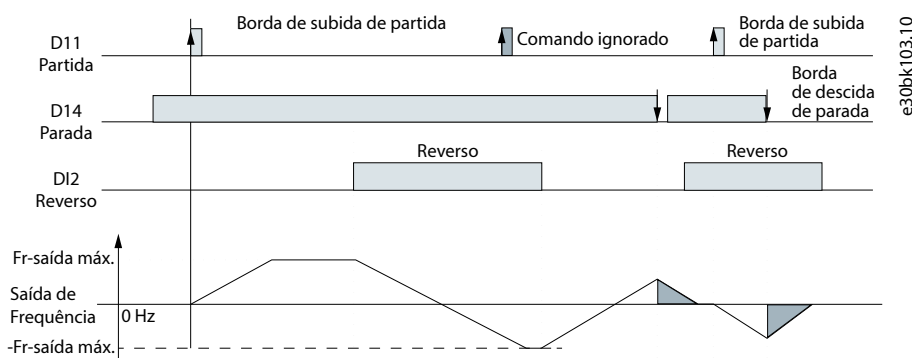 D11
Partida
Borda de subida de partida
Comando ignorado
Borda de subida
de partida
D14
Parada
Borda
de descida
de parada
DI2
Reverso
Reverso
Reverso
Fr-saída máx.
Saída de
Frequência
0 Hz
-Fr-saída máx.
e30bk103.10